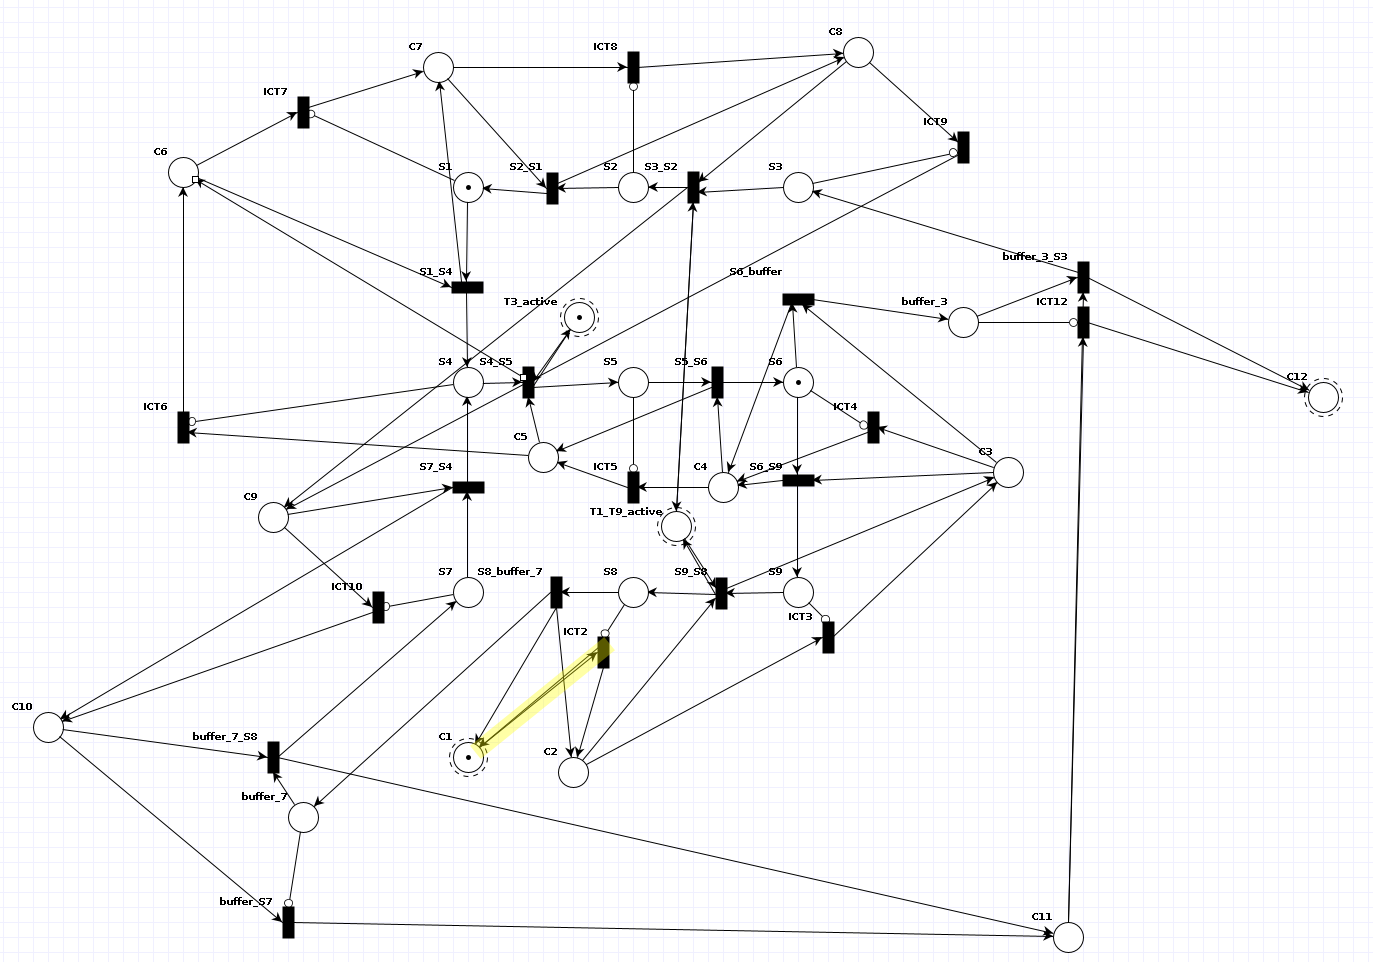 C8
C7
ICT8
ICT7
ICT9
C6
S1
S2_S1
S2
S3_S2
S3
buffer_3_S3
S1_S4
S6_buffer
T3_active
buffer_3
ICT12
S4
S4_S5
S5
S5_S6
S6
C12
ICT6
ICT4
C5
C3
S7_S4
ICT5
C4
S6_S9
C9
T1_T9_active
ICT10
S7
S8_buffer_7
S8
S9_S8
S9
ICT3
ICT2
C10
buffer_7_S8
C1
C2
buffer_7
buffer_S7
C11